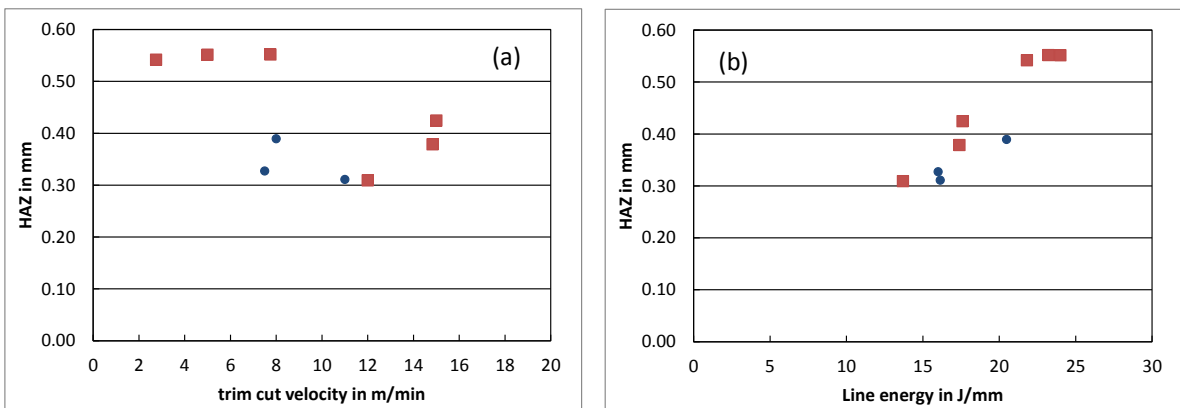 (a)
0.60
0.50
0.40
0.30
0.20
0.10
0.00
HAZ in mm
0 2 4 6 8 10 12 14 16 18 20
trim cut velocity in m/min
(b)
0.60
0.50
0.40
0.30
0.20
0.10
0.00
HAZ in mm
0 5 10 15 20 25 30
Line energy in J/mm